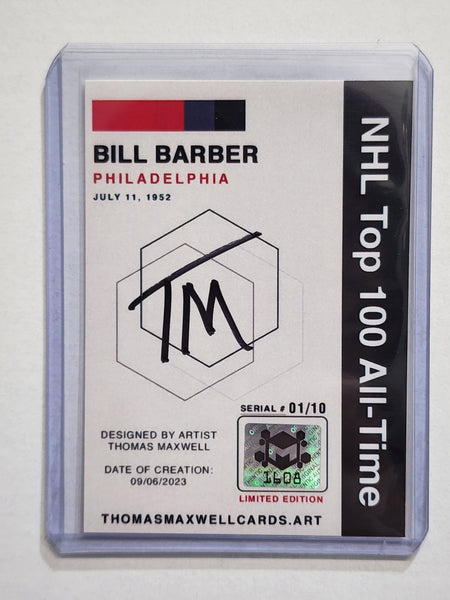 BILL BARBER
PHILADELPHIA
JULY 11, 1952
TM
SERIAL # 01/10
DESIGNED BY ARTIST
THOMAS MAXWELL
DATE OF CREATION:
09/06/2023
1608
LIMITED EDITION
THOMASMAXWELLCARDS.ART
NHL Top 100 All-Time